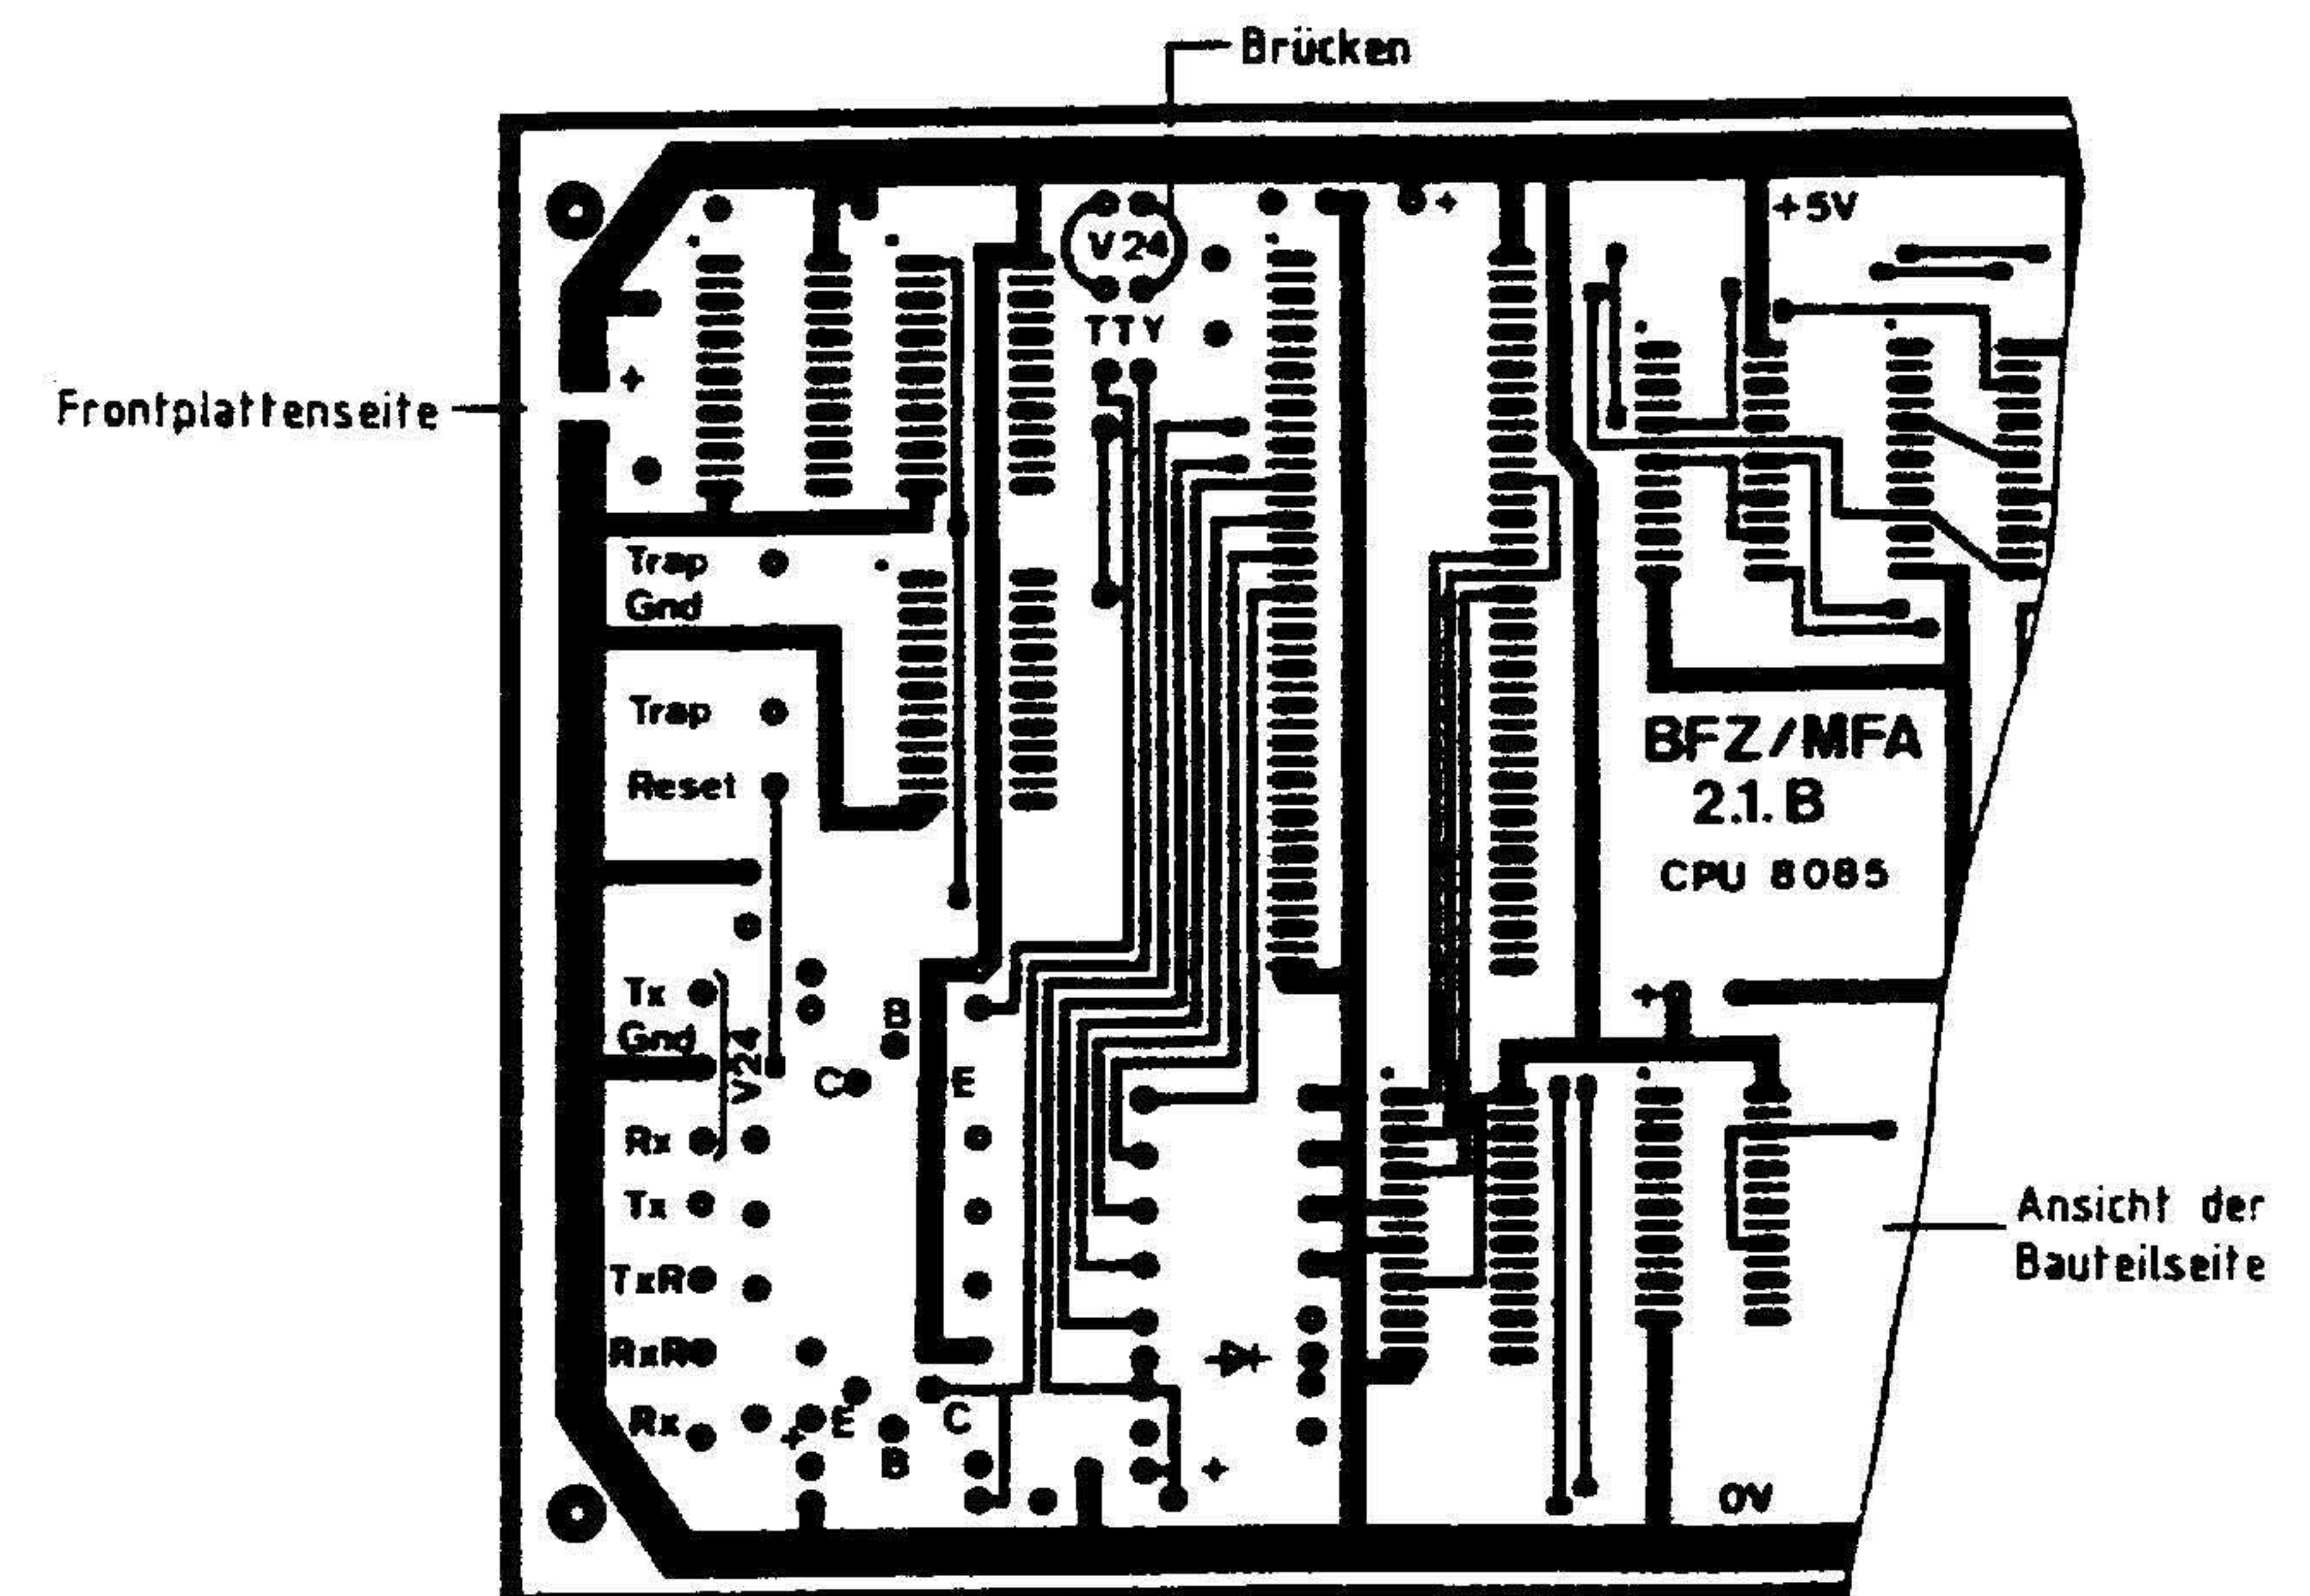 Brücken
+5V
+
V24
TTY
+
Frontplattenseite
Trap
Gnd
Trap
Reset
BFZ/MFA
2.1.B
CPU 8085
Tx
Gnd
V24
B
C
E
+
Rx
Tx
TxR
RxR
Rx
+
E
B
C
+
0V
Ansicht der
Bauteilseite